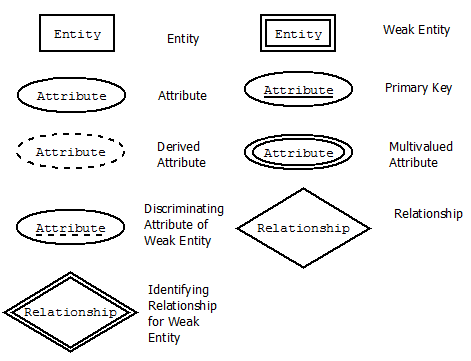 Entity
Entity
Entity
Weak Entity
Attribute
Attribute
Attribute
Primary Key
Attribute
Derived
Attribute
Attribute
Multivalued
Attribute
Attribute
Discriminating
Attribute of
Weak Entity
Relationship
Relationship
Relationship
Identifying
Relationship
for Weak
Entity